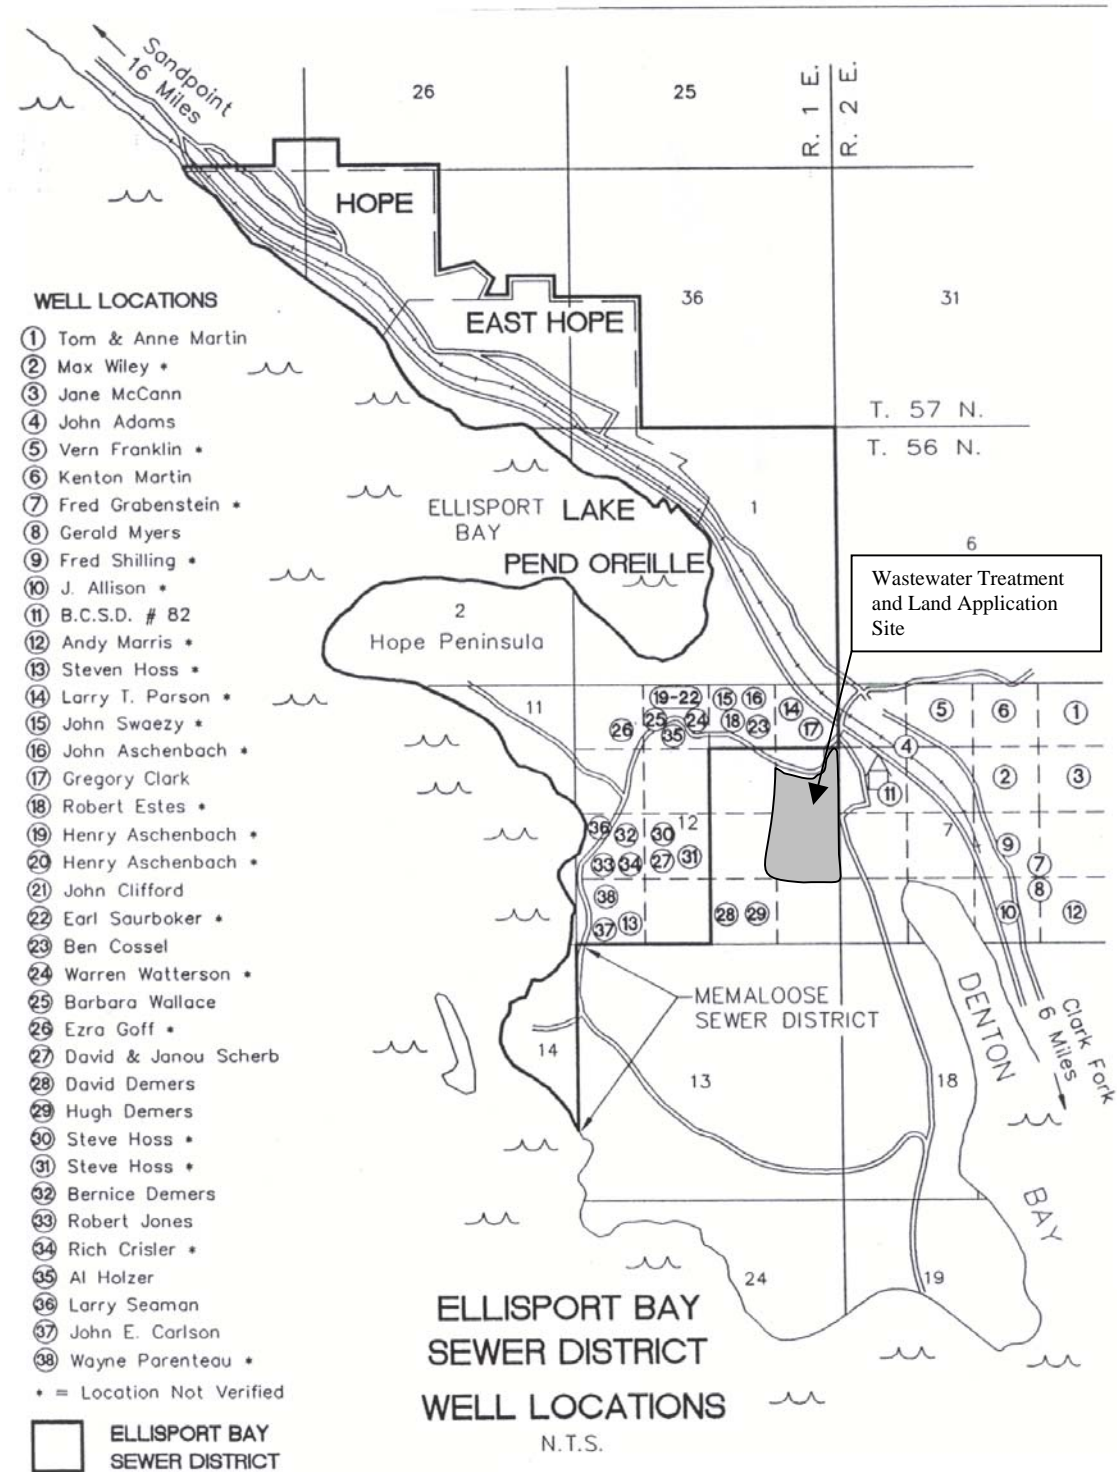 Sandpoint
16 Miles
26
25
R. 1 E.
R. 2 E.
HOPE
36
31
EAST HOPE
T. 57 N.
T. 56 N.
ELLISPORT
BAY
LAKE
PEND OREILLE
1
6
2
Hope Peninsula
Wastewater Treatment
and Land Application
Site
11
19-22
15
16
14
5
6
1
26
25
35
24
18
23
17
4
2
3
11
36
32
30
12
7
9
33
34
27
31
7
8
38
28
29
10
12
37
13
MEMALOOSE
SEWER DISTRICT
DENTON
BAY
Clark Fork
6 Miles
14
13
18
24
19
WELL LOCATIONS
1 Tom & Anne Martin
2 Max Wiley *
3 Jane McCann
4 John Adams
5 Vern Franklin *
6 Kenton Martin
7 Fred Grabenstein *
8 Gerald Myers
9 Fred Shilling *
10 J. Allison *
11 B.C.S.D. # 82
12 Andy Marris *
13 Steven Hoss *
14 Larry T. Parson *
15 John Swaezy *
16 John Aschenbach *
17 Gregory Clark
18 Robert Estes *
19 Henry Aschenbach *
20 Henry Aschenbach *
21 John Clifford
22 Earl Saurboker *
23 Ben Cossel
24 Warren Watterson *
25 Barbara Wallace
26 Ezra Goff *
27 David & Janou Scherb
28 David Demers
29 Hugh Demers
30 Steve Hoss *
31 Steve Hoss *
32 Bernice Demers
33 Robert Jones
34 Rich Crisler *
35 Al Holzer
36 Larry Seaman
37 John E. Carlson
38 Wayne Parenteau *
* = Location Not Verified
ELLISPORT BAY
SEWER DISTRICT
ELLISPORT BAY
SEWER DISTRICT
WELL LOCATIONS
N.T.S.